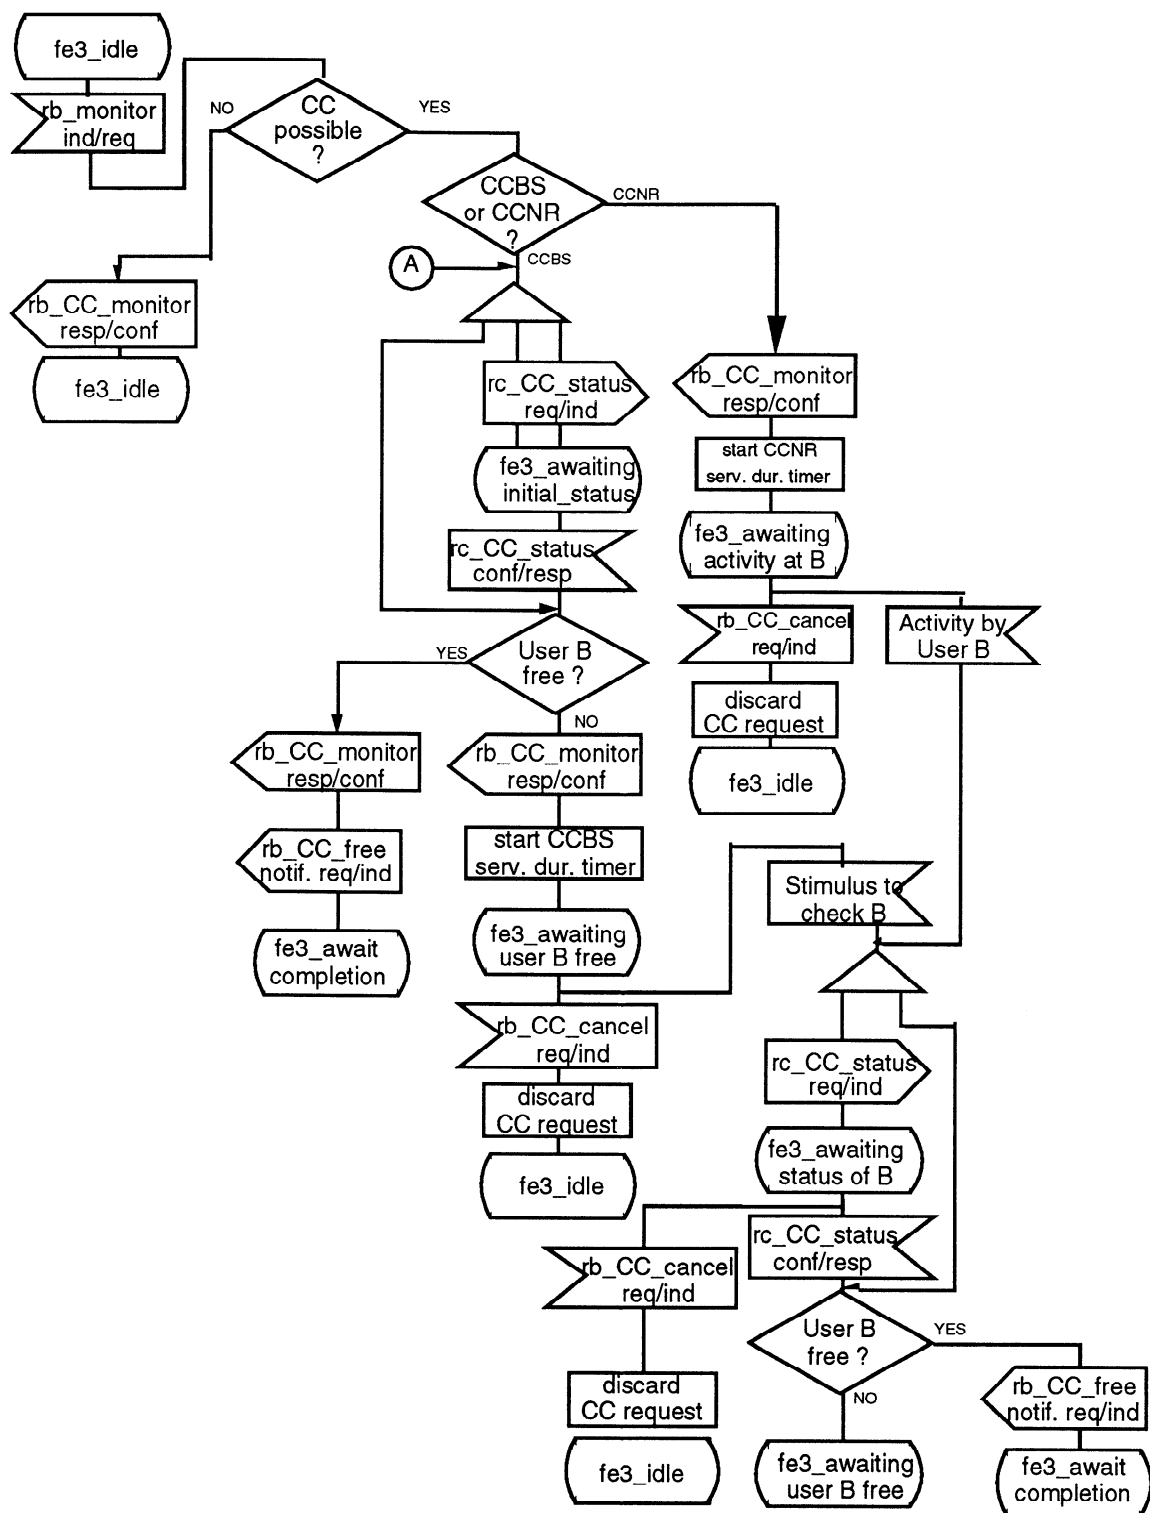 fe3_idle
rb_monitor
ind/req
NO
CC
possible
?
YES
CCBS
or CCNR
?
CCNR
A
CCBS
rb_CC_monitor
resp/conf
fe3_idle
rc_CC_status
req/ind
fe3_awaiting
initial_status
rc_CC_status
conf/resp
rb_CC_monitor
resp/conf
start CCNR
serv. dur. timer
fe3_awaiting
activity at B
rb_CC_cancel
req/ind
Activity by
User B
discard
CC request
fe3_idle
YES
User B
free ?
NO
rb_CC_monitor
resp/conf
rb_CC_free
notif. req/ind
fe3_await
completion
rb_CC_monitor
resp/conf
start CCBS
serv. dur. timer
fe3_awaiting
user B free
rb_CC_cancel
req/ind
discard
CC request
fe3_idle
Stimulus to
check B
rc_CC_status
req/ind
fe3_awaiting
status of B
rc_CC_status
conf/resp
rb_CC_cancel
req/ind
discard
CC request
fe3_idle
User B
free ?
YES
NO
fe3_awaiting
user B free
rb_CC_free
notif. req/ind
fe3_await
completion